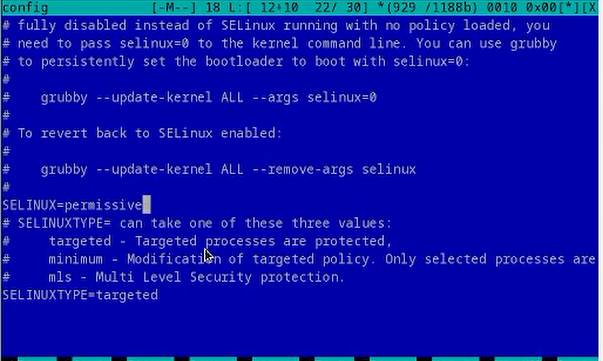 config [-M--] 18 L:[ 12+10 22/ 30] *(929 /1188b) 0010 0x00[*][X
# fully disabled instead of SELinux running with no policy loaded, you
# need to pass selinux=0 to the kernel command line. You can use grubby
# to persistently set the bootloader to boot with selinux=0:
#
#    grubby --update-kernel ALL --args selinux=0
#
# To revert back to SELinux enabled:
#
#    grubby --update-kernel ALL --remove-args selinux
#
SELINUX=permissive
# SELINUXTYPE= can take one of these three values:
#     targeted - Targeted processes are protected,
#     minimum - Modification of targeted policy. Only selected processes are
#     mls - Multi Level Security protection.
SELINUXTYPE=targeted